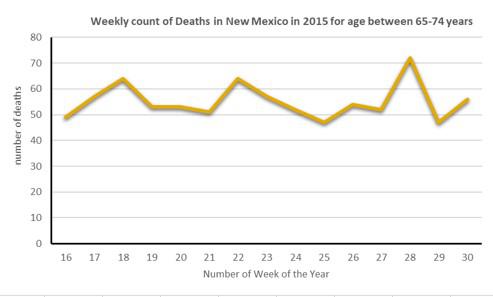 Weekly count of Deaths in New Mexico in 2015 for age between 65-74 years
80
70
60
50
40
30
20
10
0
number of deaths
16 17 18 19 20 21 22 23 24 25 26 27 28 29 30
Number of Week of the Year